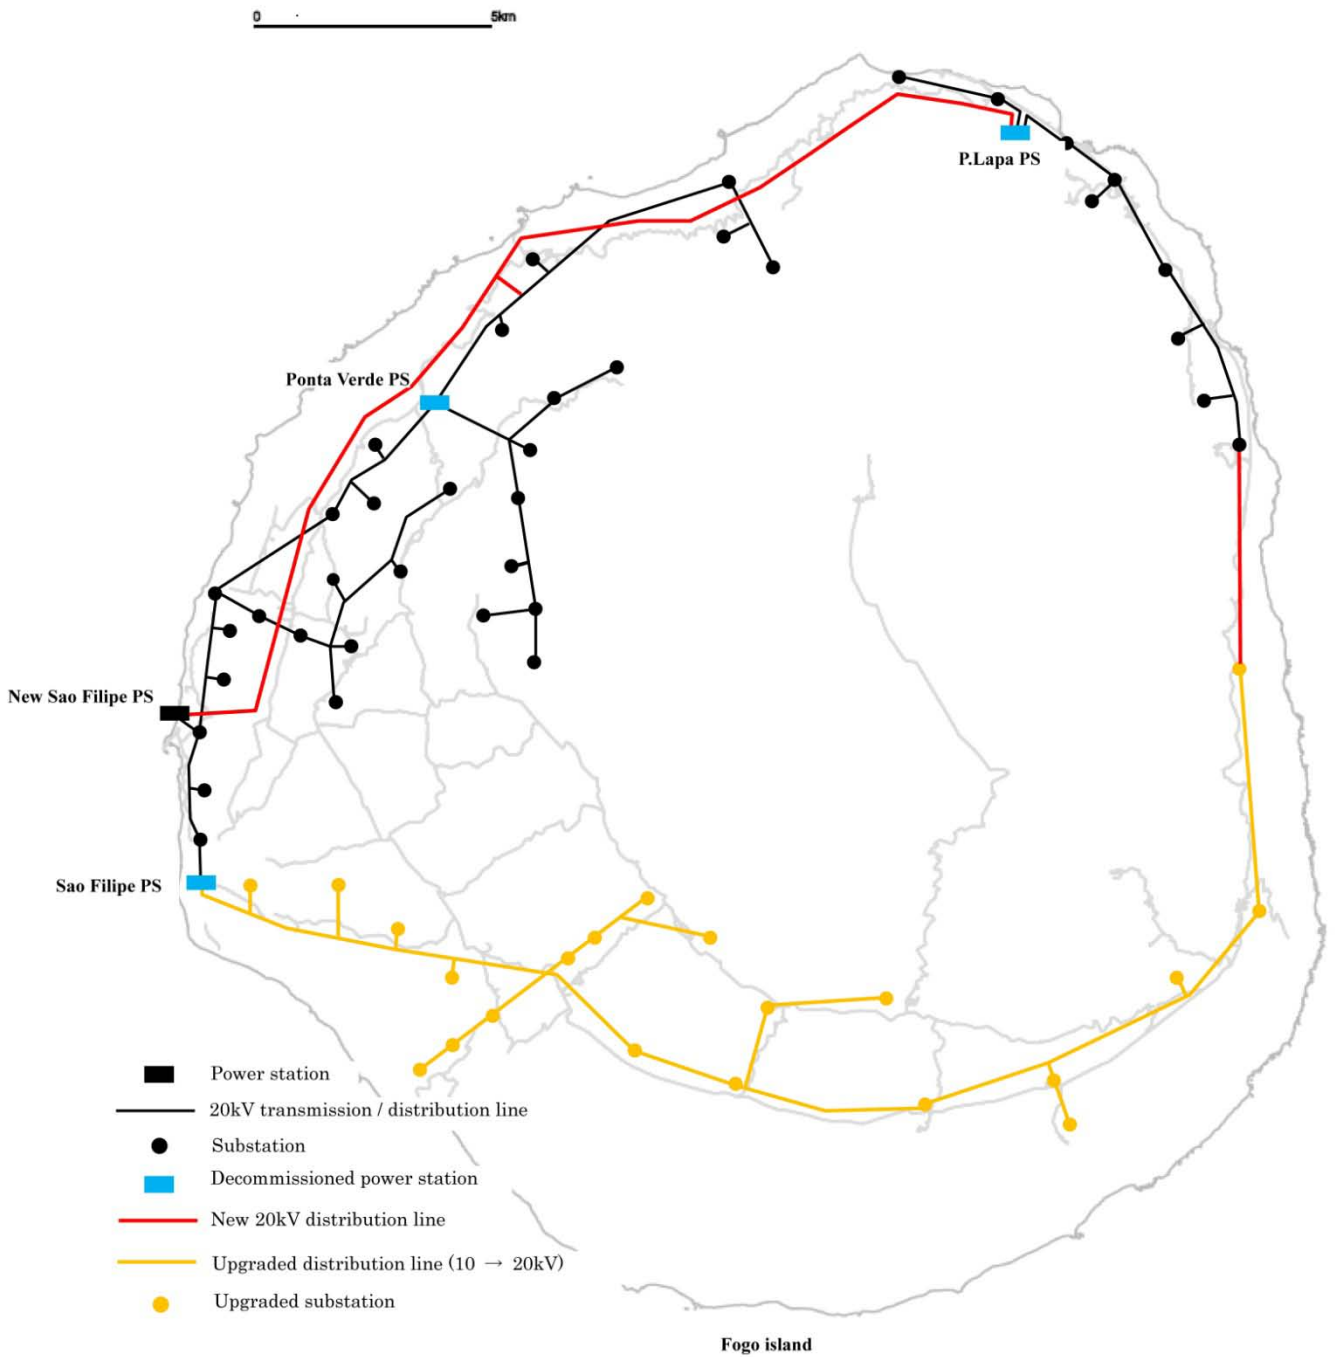 0 5km
P.Lapa PS
Ponta Verde PS
New Sao Filipe PS
Sao Filipe PS
Power station
20kV transmission / distribution line
Substation
Decommissioned power station
New 20kV distribution line
Upgraded distribution line (10 → 20kV)
Upgraded substation
Fogo island